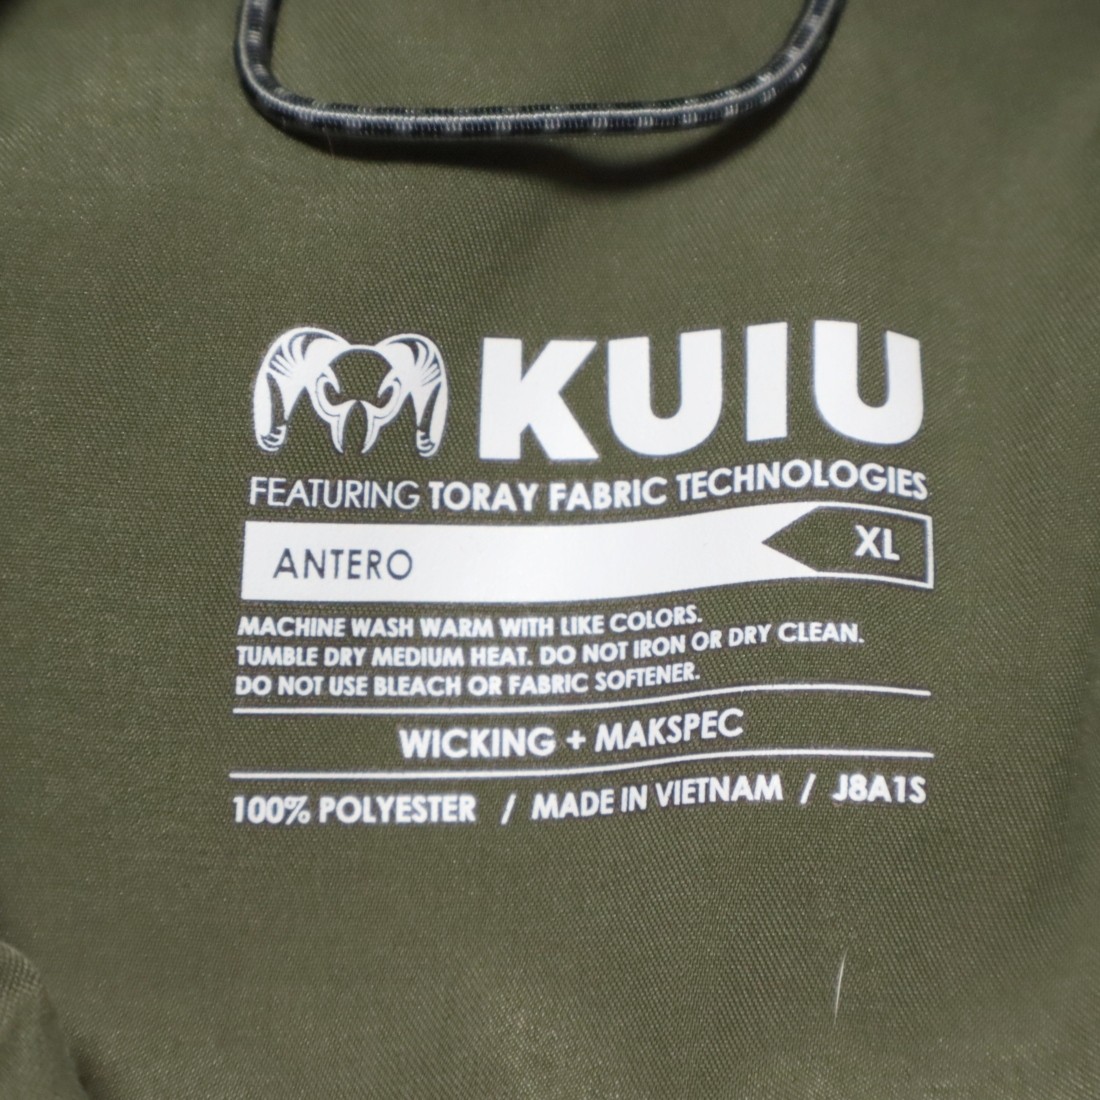 KUIU
FEATURING TORAY FABRIC TECHNOLOGIES
ANTERO XL
MACHINE WASH WARM WITH LIKE COLORS.
TUMBLE DRY MEDIUM HEAT. DO NOT IRON OR DRY CLEAN.
DO NOT USE BLEACH OR FABRIC SOFTENER.
WICKING + MAKSPEC
100% POLYESTER / MADE IN VIETNAM / J8A1S